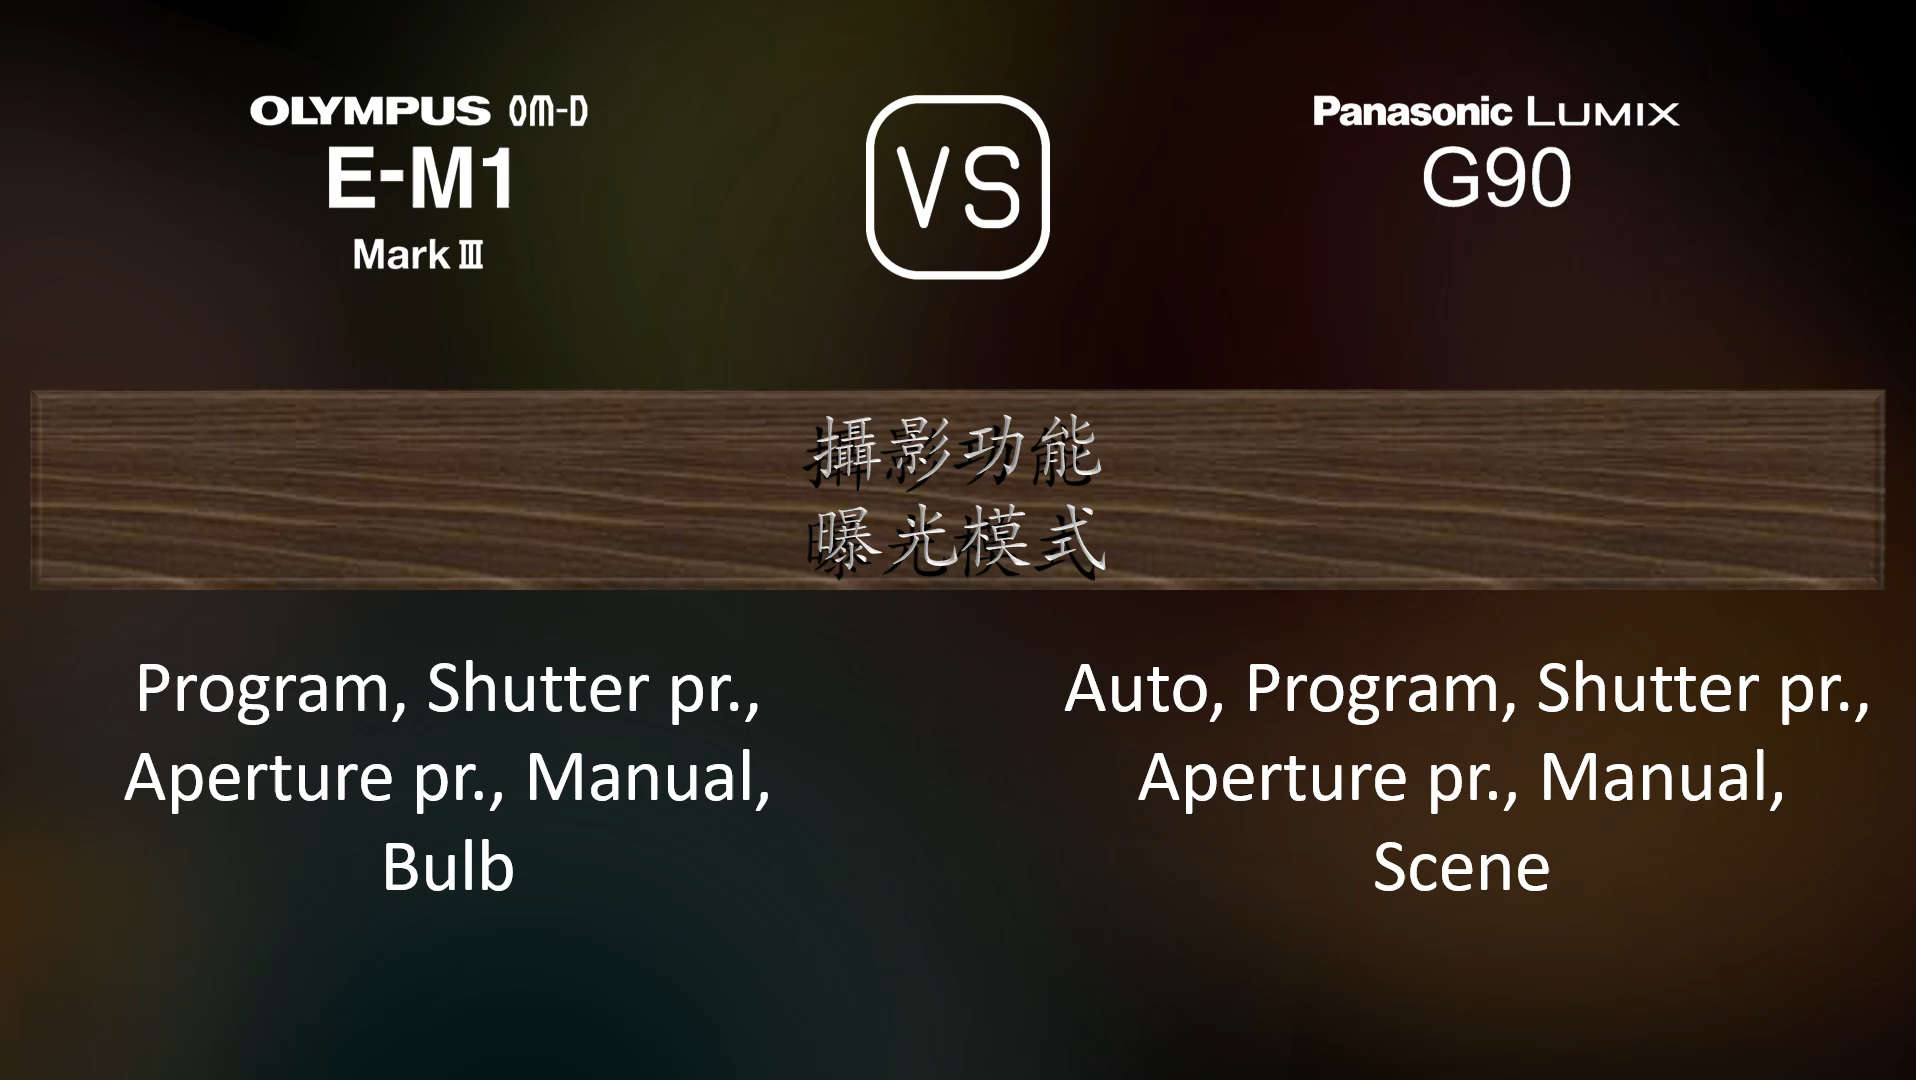 OLYMPUS OM-D
E-M1
Mark III
VS
Panasonic LUMIX
G90
攝影功能
曝光模式
Program, Shutter pr.,
Aperture pr., Manual,
Bulb
Auto, Program, Shutter pr.,
Aperture pr., Manual,
Scene